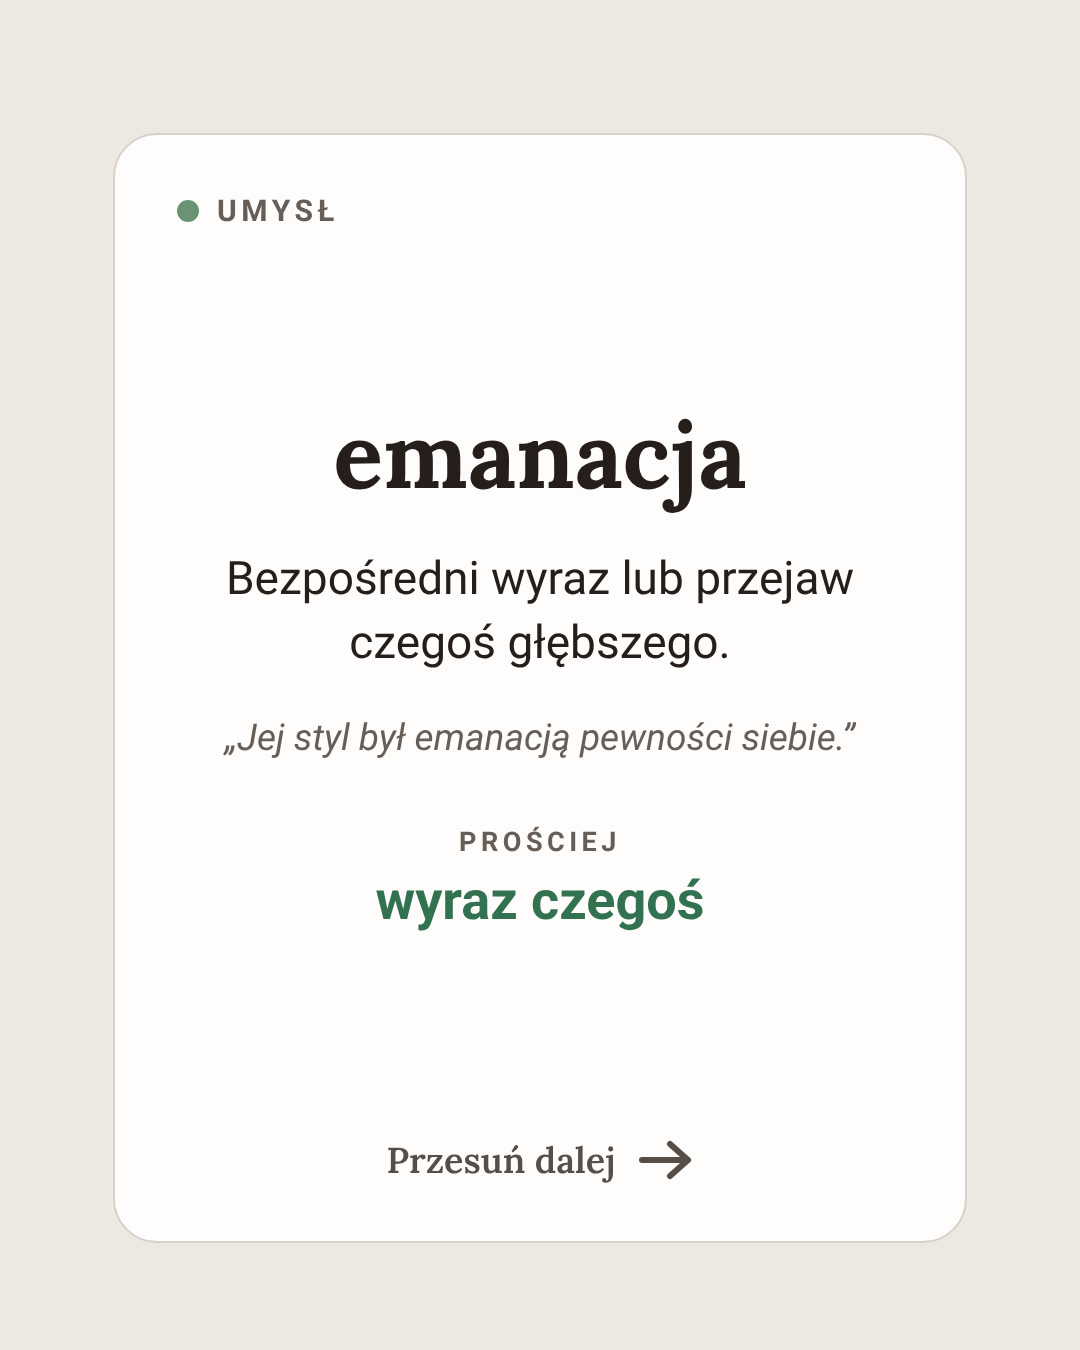 UMYSŁ
emanacja
Bezpośredni wyraz lub przejaw
czegoś głębszego.
„Jej styl był emanacją pewności siebie.”
PROŚCIEJ
wyraz czegoś
Przesuń dalej →